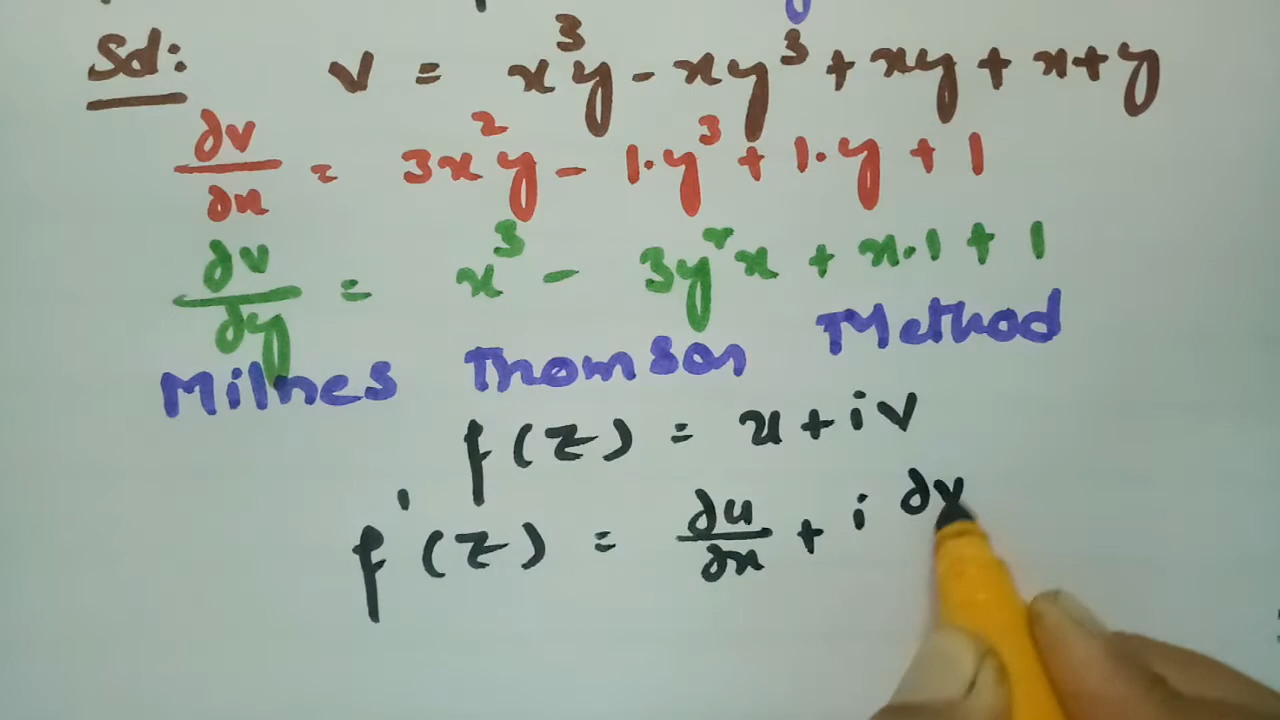 Sol: v = x³y - xy³ + xy + x + y
∂v/∂x = 3x²y - 1·y³ + 1·y + 1
∂v/∂y = x³ - 3y²x + x·1 + 1
Milnes Thomson Method
f(z) = u + iv
f'(z) = ∂u/∂x + i ∂v